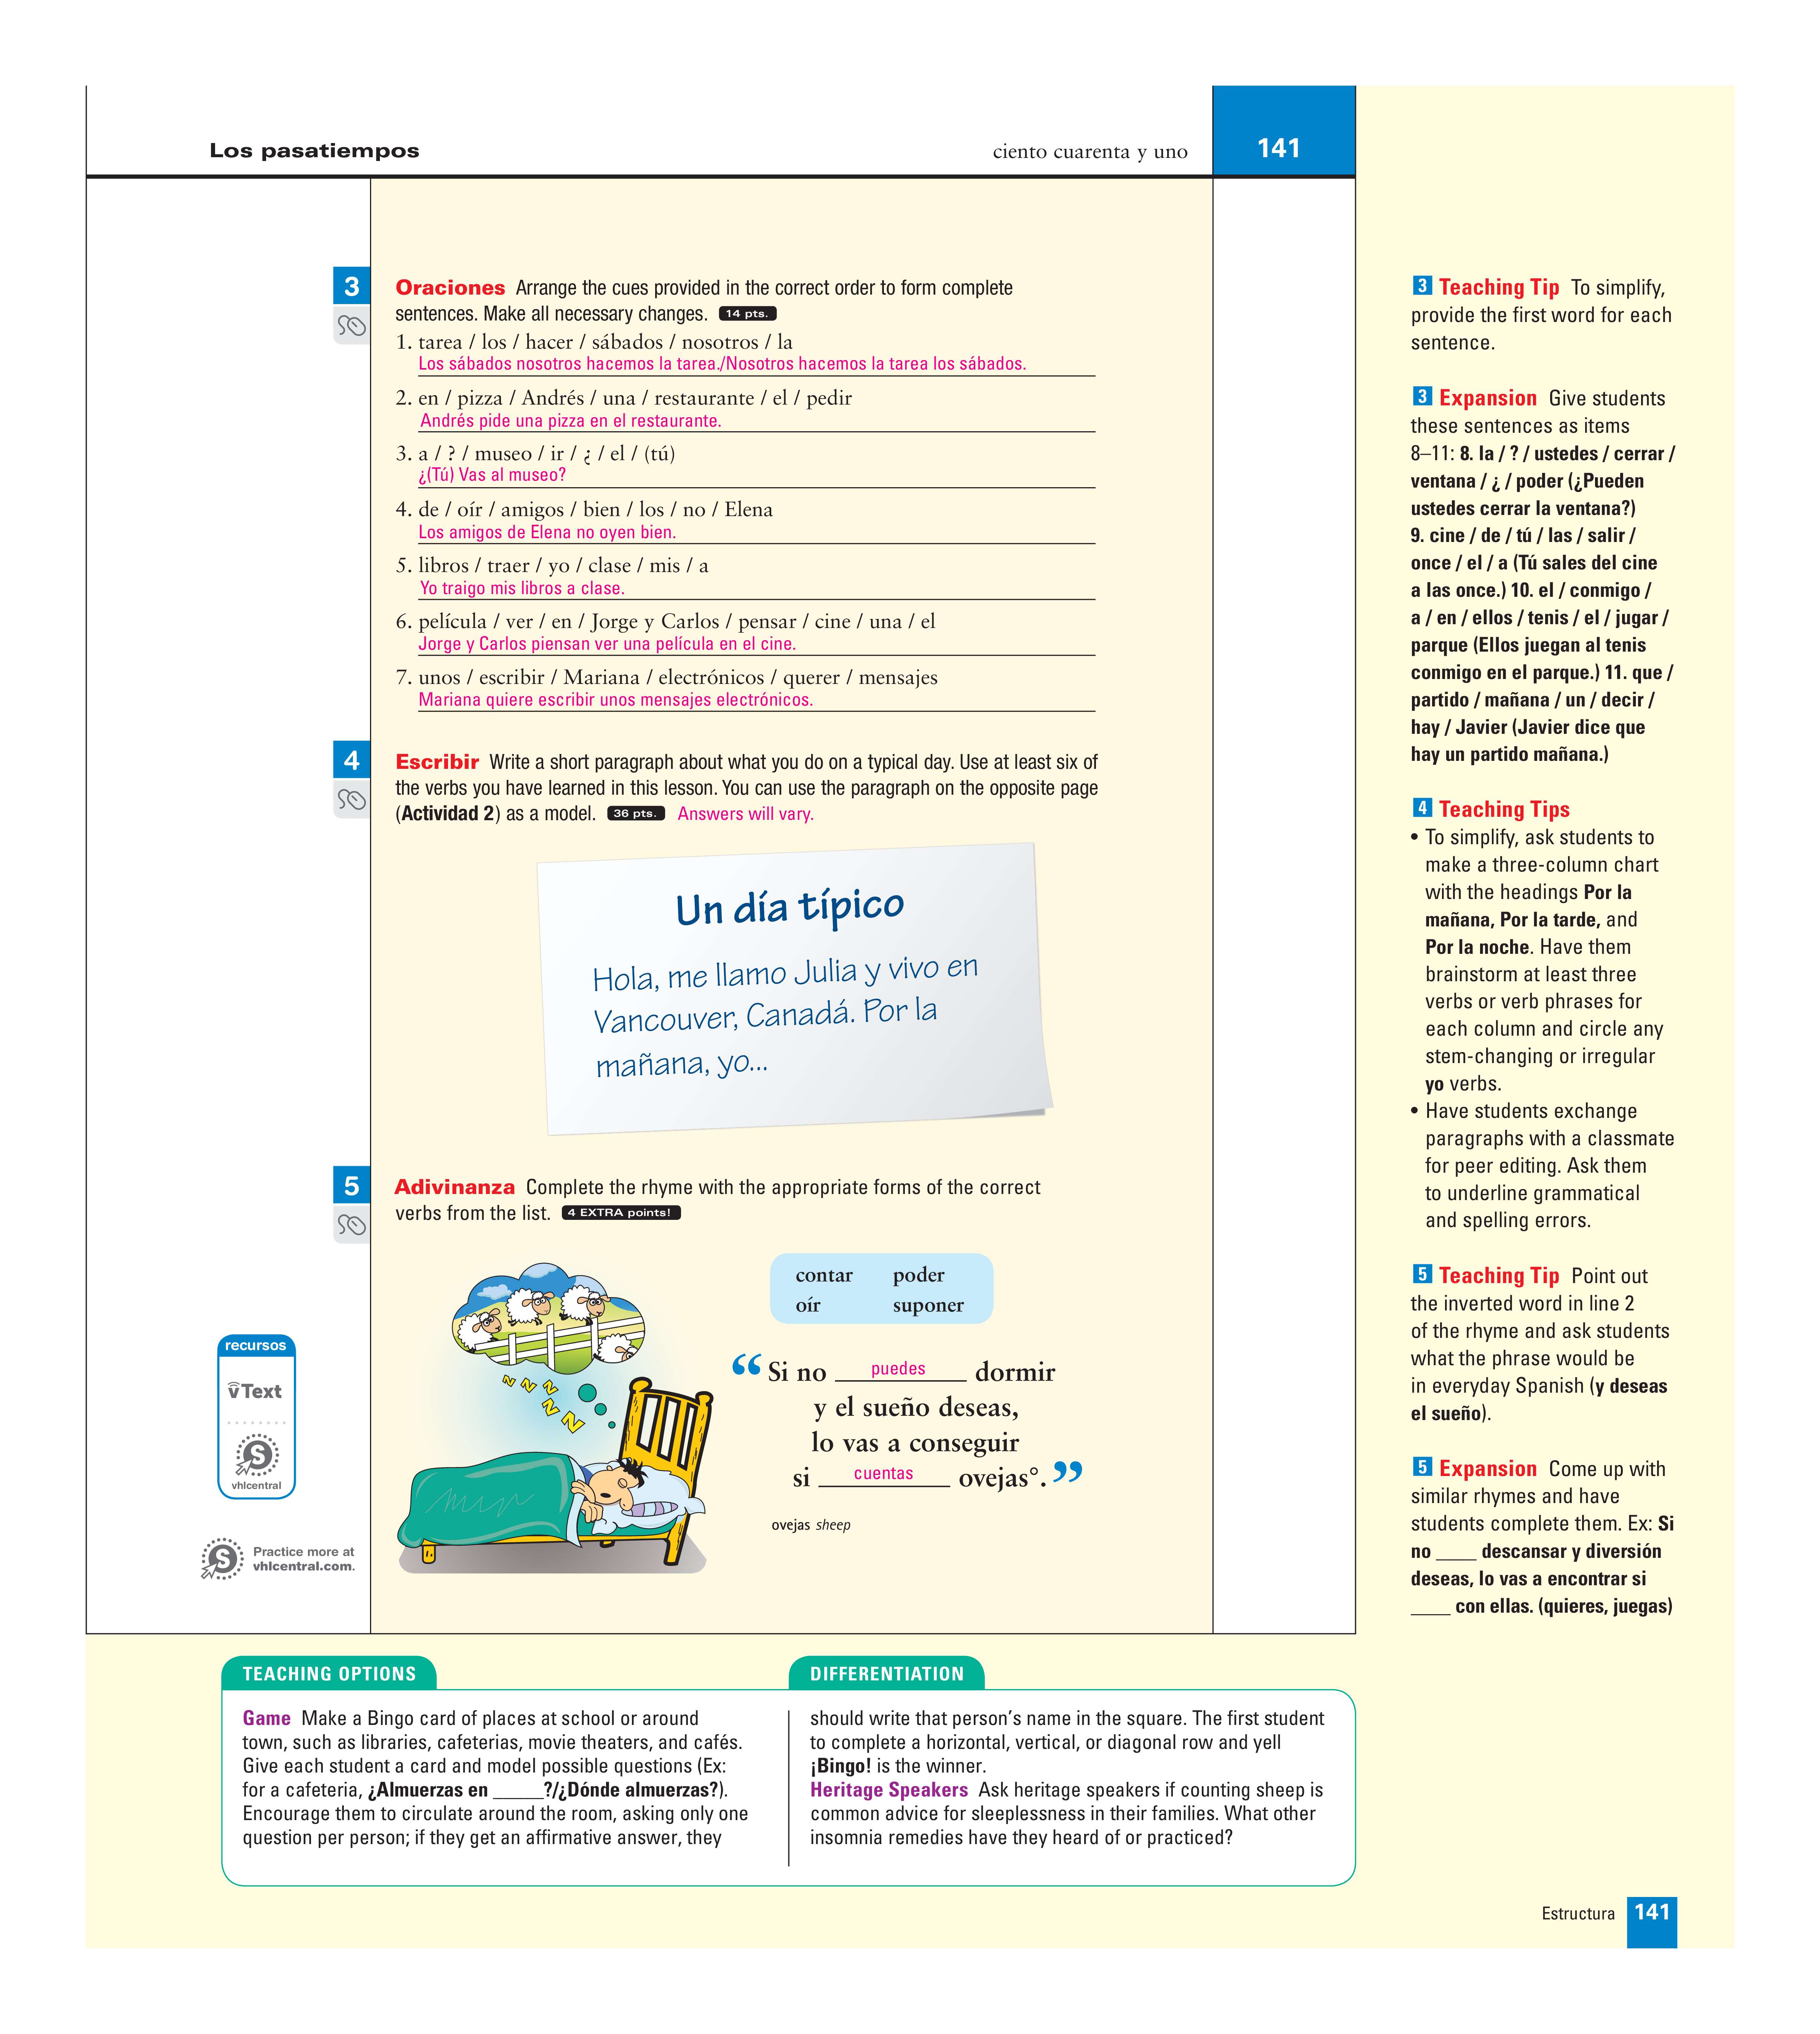 Los pasatiempos
ciento cuarenta y uno
141
3
Oraciones Arrange the cues provided in the correct order to form complete
sentences. Make all necessary changes. 14 pts.
1. tarea / los / hacer / sábados / nosotros / la
Los sábados nosotros hacemos la tarea./Nosotros hacemos la tarea los sábados.
2. en / pizza / Andrés / una / restaurante / el / pedir
Andrés pide una pizza en el restaurante.
3. a / ? / museo / ir / ¿ / el / (tú)
¿(Tú) Vas al museo?
4. de / oír / amigos / bien / los / no / Elena
Los amigos de Elena no oyen bien.
5. libros / traer / yo / clase / mis / a
Yo traigo mis libros a clase.
6. película / ver / en / Jorge y Carlos / pensar / cine / una / el
Jorge y Carlos piensan ver una película en el cine.
7. unos / escribir / Mariana / electrónicos / querer / mensajes
Mariana quiere escribir unos mensajes electrónicos.
4
Escribir Write a short paragraph about what you do on a typical day. Use at least six of
the verbs you have learned in this lesson. You can use the paragraph on the opposite page
(Actividad 2) as a model. 36 pts. Answers will vary.
Un día típico
Hola, me llamo Julia y vivo en
Vancouver, Canadá. Por la
mañana, yo...
5
Adivinanza Complete the rhyme with the appropriate forms of the correct
verbs from the list. 4 EXTRA points!
contar poder
oír suponer
z z z z z
“Si no puedes dormir
y el sueño deseas,
lo vas a conseguir
si cuentas ovejas°.”
ovejas sheep
recursos
vText
S
vhlcentral
S
Practice more at
vhlcentral.com.
3 Teaching Tip To simplify,
provide the first word for each
sentence.
3 Expansion Give students
these sentences as items
8–11: 8. la / ? / ustedes / cerrar /
ventana / ¿ / poder (¿Pueden
ustedes cerrar la ventana?)
9. cine / de / tú / las / salir /
once / el / a (Tú sales del cine
a las once.) 10. el / conmigo /
a / en / ellos / tenis / el / jugar /
parque (Ellos juegan al tenis
conmigo en el parque.) 11. que /
partido / mañana / un / decir /
hay / Javier (Javier dice que
hay un partido mañana.)
4 Teaching Tips
• To simplify, ask students to
make a three-column chart
with the headings Por la
mañana, Por la tarde, and
Por la noche. Have them
brainstorm at least three
verbs or verb phrases for
each column and circle any
stem-changing or irregular
yo verbs.
• Have students exchange
paragraphs with a classmate
for peer editing. Ask them
to underline grammatical
and spelling errors.
5 Teaching Tip Point out
the inverted word in line 2
of the rhyme and ask students
what the phrase would be
in everyday Spanish (y deseas
el sueño).
5 Expansion Come up with
similar rhymes and have
students complete them. Ex: Si
no ____ descansar y diversión
deseas, lo vas a encontrar si
____ con ellas. (quieres, juegas)
TEACHING OPTIONS
Game Make a Bingo card of places at school or around
town, such as libraries, cafeterias, movie theaters, and cafés.
Give each student a card and model possible questions (Ex:
for a cafeteria, ¿Almuerzas en _____?/¿Dónde almuerzas?).
Encourage them to circulate around the room, asking only one
question per person; if they get an affirmative answer, they
DIFFERENTIATION
should write that person’s name in the square. The first student
to complete a horizontal, vertical, or diagonal row and yell
¡Bingo! is the winner.
Heritage Speakers Ask heritage speakers if counting sheep is
common advice for sleeplessness in their families. What other
insomnia remedies have they heard of or practiced?
Estructura 141